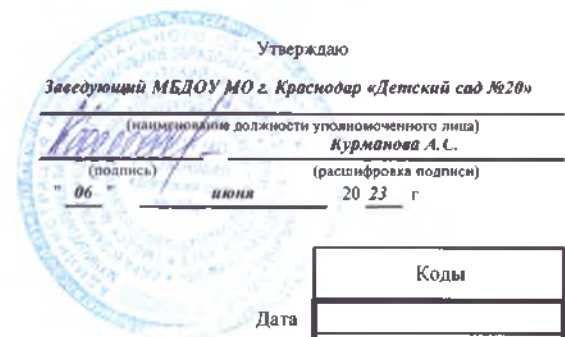 Утверждаю
Заведующий МБДОУ МО г. Краснодар «Детский сад №20»
(наименование должности уполномоченного лица)
Курманова А.С.
(подпись) (расшифровка подписи)
" 06 " июня 20 23 г
Коды
Дата